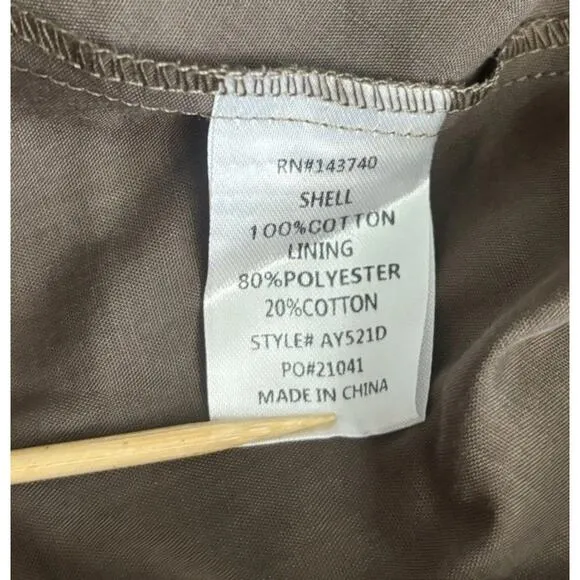 RN#143740
SHELL
100%COTTON
LINING
80%POLYESTER
20%COTTON
STYLE# AY521D
PO#21041
MADE IN CHINA